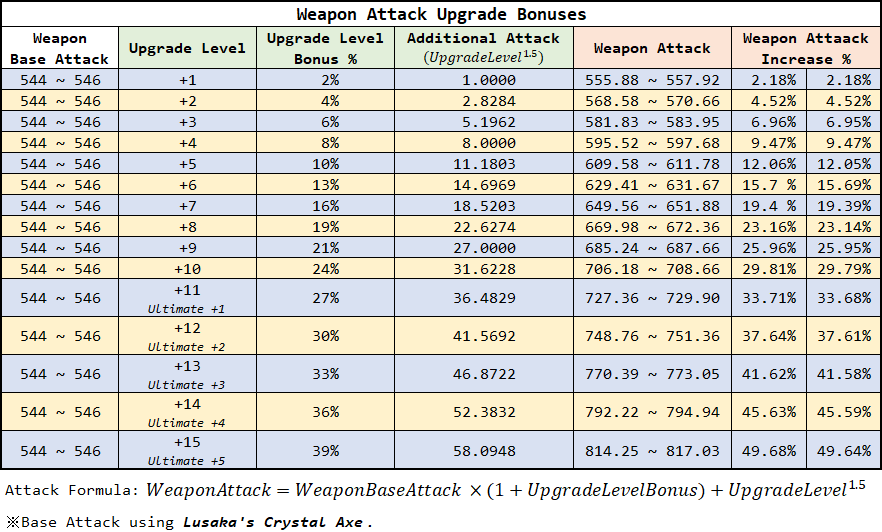 Weapon Attack Upgrade Bonuses
Weapon Base Attack Upgrade Level Upgrade Level Bonus % Additional Attack (UpgradeLevel^1.5) Weapon Attack Weapon Ataack Increase %
544 ~ 546 +1 2% 1.0000 555.88 ~ 557.92 2.18% 2.18%
544 ~ 546 +2 4% 2.8284 568.58 ~ 570.66 4.52% 4.52%
544 ~ 546 +3 6% 5.1962 581.83 ~ 583.95 6.96% 6.95%
544 ~ 546 +4 8% 8.0000 595.52 ~ 597.68 9.47% 9.47%
544 ~ 546 +5 10% 11.1803 609.58 ~ 611.78 12.06% 12.05%
544 ~ 546 +6 13% 14.6969 629.41 ~ 631.67 15.7 % 15.69%
544 ~ 546 +7 16% 18.5203 649.56 ~ 651.88 19.4 % 19.39%
544 ~ 546 +8 19% 22.6274 669.98 ~ 672.36 23.16% 23.14%
544 ~ 546 +9 21% 27.0000 685.24 ~ 687.66 25.96% 25.95%
544 ~ 546 +10 24% 31.6228 706.18 ~ 708.66 29.81% 29.79%
544 ~ 546 +11 Ultimate +1 27% 36.4829 727.36 ~ 729.90 33.71% 33.68%
544 ~ 546 +12 Ultimate +2 30% 41.5692 748.76 ~ 751.36 37.64% 37.61%
544 ~ 546 +13 Ultimate +3 33% 46.8722 770.39 ~ 773.05 41.62% 41.58%
544 ~ 546 +14 Ultimate +4 36% 52.3832 792.22 ~ 794.94 45.63% 45.59%
544 ~ 546 +15 Ultimate +5 39% 58.0948 814.25 ~ 817.03 49.68% 49.64%
Attack Formula: WeaponAttack = WeaponBaseAttack × (1 + UpgradeLevelBonus) + UpgradeLevel^1.5
※Base Attack using Lusaka's Crystal Axe.